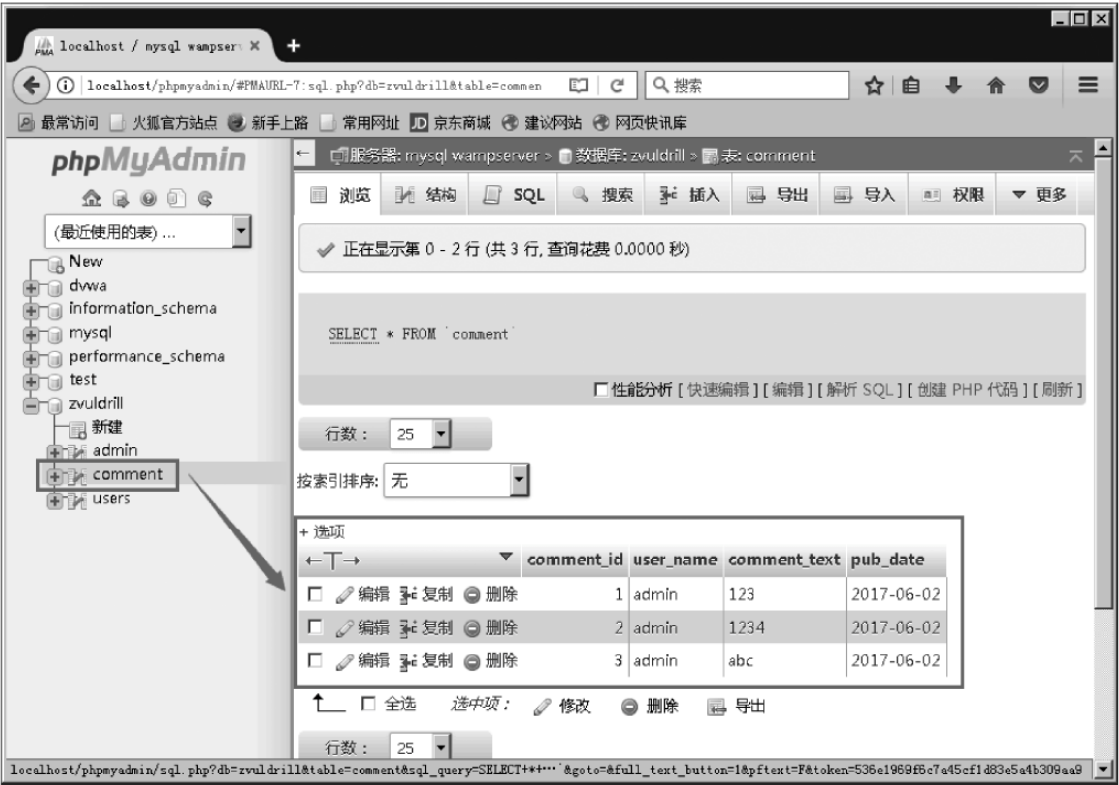 localhost / mysql wampser
localhost/phpmyadmin/#PMAURL-7:sql.php?db=zvuldrill&table=commen
搜索
最常访问 火狐官方站点 新手上路 常用网址 JD 京东商城 建议网站 网页快讯库
phpMyAdmin
(最近使用的表) ...
New
dvwa
information_schema
mysql
performance_schema
test
zvuldrill
新建
admin
comment
users
服务器: mysql wampserver » 数据库: zvuldrill » 表: comment
浏览 结构 SQL 搜索 插入 导出 导入 权限 更多
正在显示第 0 - 2 行 (共 3 行, 查询花费 0.0000 秒)
SELECT * FROM `comment`
性能分析 [ 快速编辑 ] [ 编辑 ] [ 解析 SQL ] [ 创建 PHP 代码 ] [ 刷新 ]
行数： 25
按索引排序: 无
+ 选项
←T→ comment_id user_name comment_text pub_date
编辑 复制 删除 1 admin 123 2017-06-02
编辑 复制 删除 2 admin 1234 2017-06-02
编辑 复制 删除 3 admin abc 2017-06-02
全选 选中项： 修改 删除 导出
行数： 25
localhost/phpmyadmin/sql.php?db=zvuldrill&table=comment&sql_query=SELECT+*+…`&goto=&full_text_button=1&pftext=F&token=536e1969f6c7a45cf1d83e5a4b309aa9